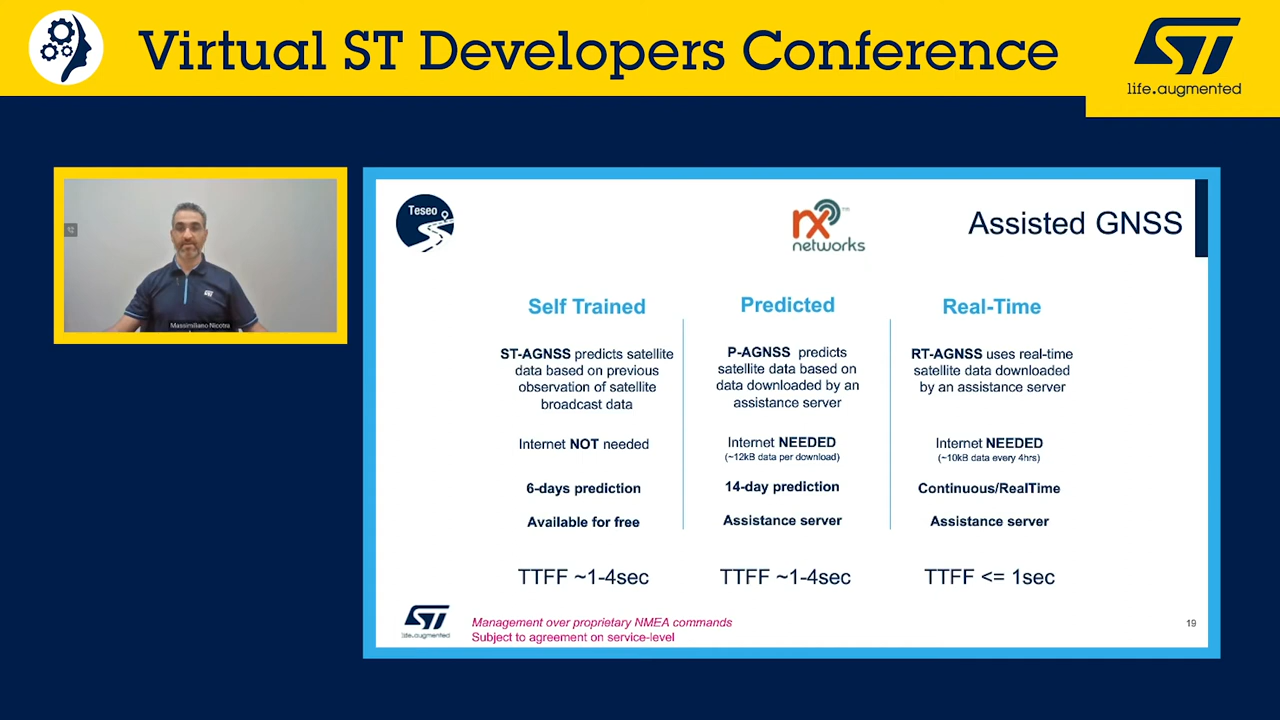 Virtual ST Developers Conference
ST
life.augmented
Massimiliano Nicotra
Teseo
rx
networks
Assisted GNSS
Self Trained
ST-AGNSS predicts satellite
data based on previous
observation of satellite
broadcast data
Internet NOT needed
6-days prediction
Available for free
TTFF ~1-4sec
Predicted
P-AGNSS predicts
satellite data based on
data downloaded by an
assistance server
Internet NEEDED
(~12kB data per download)
14-day prediction
Assistance server
TTFF ~1-4sec
Real-Time
RT-AGNSS uses real-time
satellite data downloaded
by an assistance server
Internet NEEDED
(~10kB data every 4hrs)
Continuous/RealTime
Assistance server
TTFF <= 1sec
ST
life.augmented
Management over proprietary NMEA commands
Subject to agreement on service-level
19